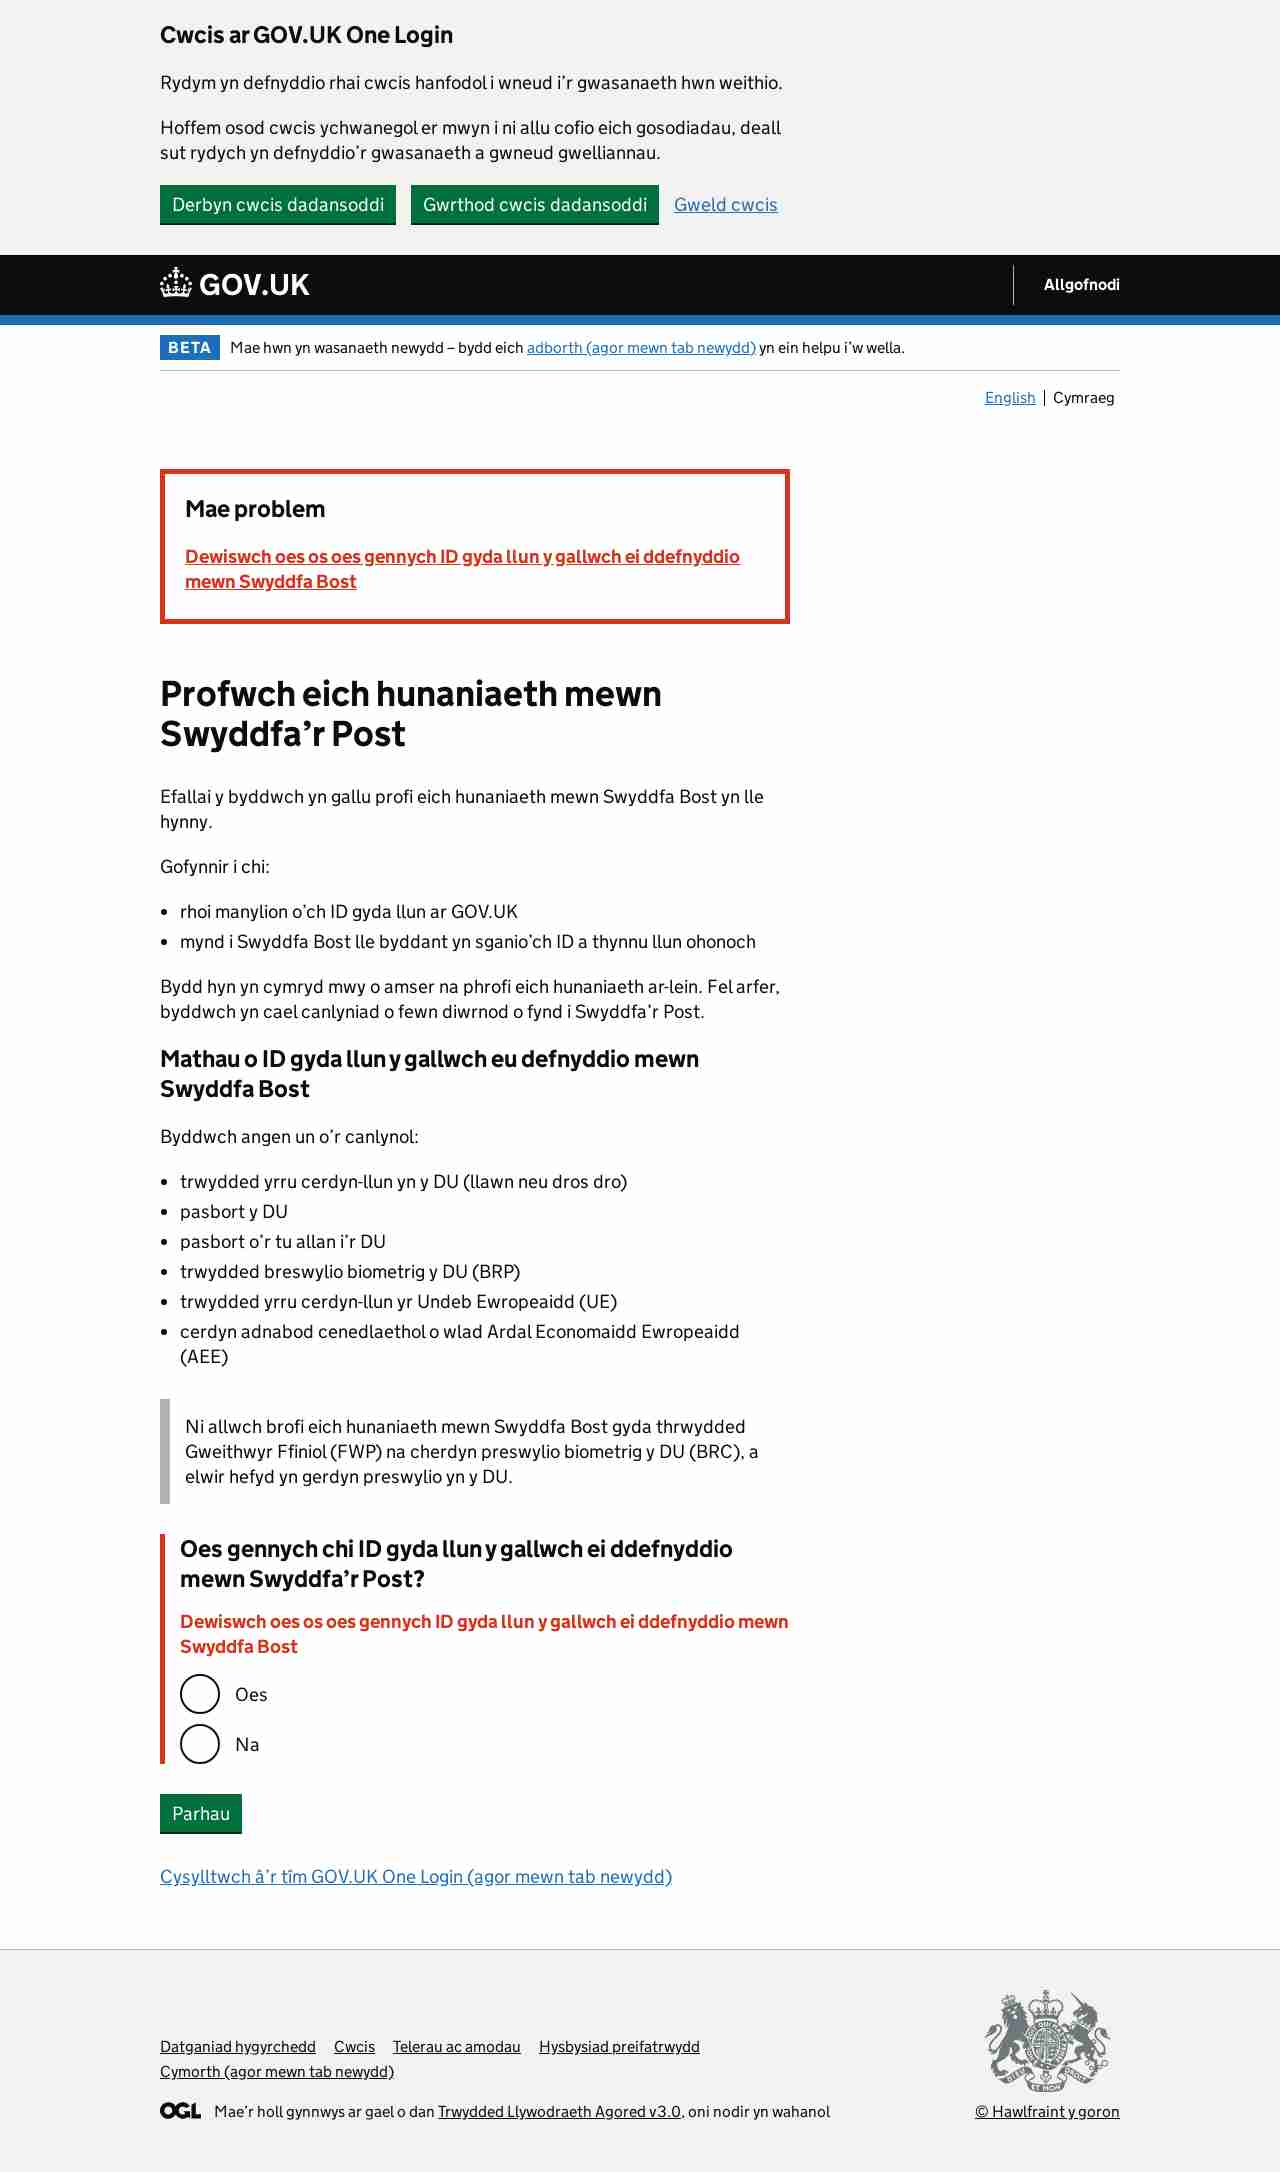 Cwcis ar GOV.UK One Login
Rydym yn defnyddio rhai cwcis hanfodol i wneud i’r gwasanaeth hwn weithio.
Hoffem osod cwcis ychwanegol er mwyn i ni allu cofio eich gosodiadau, deall
sut rydych yn defnyddio’r gwasanaeth a gwneud gwelliannau.
Derbyn cwcis dadansoddi Gwrthod cwcis dadansoddi Gweld cwcis
GOV.UK Allgofnodi
BETA Mae hwn yn wasanaeth newydd – bydd eich adborth (agor mewn tab newydd) yn ein helpu i’w wella.
English Cymraeg
Mae problem
Dewiswch oes os oes gennych ID gyda llun y gallwch ei ddefnyddio
mewn Swyddfa Bost
Profwch eich hunaniaeth mewn
Swyddfa’r Post
Efallai y byddwch yn gallu profi eich hunaniaeth mewn Swyddfa Bost yn lle
hynny.
Gofynnir i chi:
• rhoi manylion o’ch ID gyda llun ar GOV.UK
• mynd i Swyddfa Bost lle byddant yn sganio’ch ID a thynnu llun ohonoch
Bydd hyn yn cymryd mwy o amser na phrofi eich hunaniaeth ar-lein. Fel arfer,
byddwch yn cael canlyniad o fewn diwrnod o fynd i Swyddfa’r Post.
Mathau o ID gyda llun y gallwch eu defnyddio mewn
Swyddfa Bost
Byddwch angen un o’r canlynol:
• trwydded yrru cerdyn-llun yn y DU (llawn neu dros dro)
• pasbort y DU
• pasbort o’r tu allan i’r DU
• trwydded breswylio biometrig y DU (BRP)
• trwydded yrru cerdyn-llun yr Undeb Ewropeaidd (UE)
• cerdyn adnabod cenedlaethol o wlad Ardal Economaidd Ewropeaidd
(AEE)
Ni allwch brofi eich hunaniaeth mewn Swyddfa Bost gyda thrwydded
Gweithwyr Ffiniol (FWP) na cherdyn preswylio biometrig y DU (BRC), a
elwir hefyd yn gerdyn preswylio yn y DU.
Oes gennych chi ID gyda llun y gallwch ei ddefnyddio
mewn Swyddfa’r Post?
Dewiswch oes os oes gennych ID gyda llun y gallwch ei ddefnyddio mewn
Swyddfa Bost
Oes
Na
Parhau
Cysylltwch â’r tîm GOV.UK One Login (agor mewn tab newydd)
Datganiad hygyrchedd Cwcis Telerau ac amodau Hysbysiad preifatrwydd
Cymorth (agor mewn tab newydd)
OGL Mae’r holl gynnwys ar gael o dan Trwydded Llywodraeth Agored v3.0, oni nodir yn wahanol
© Hawlfraint y goron